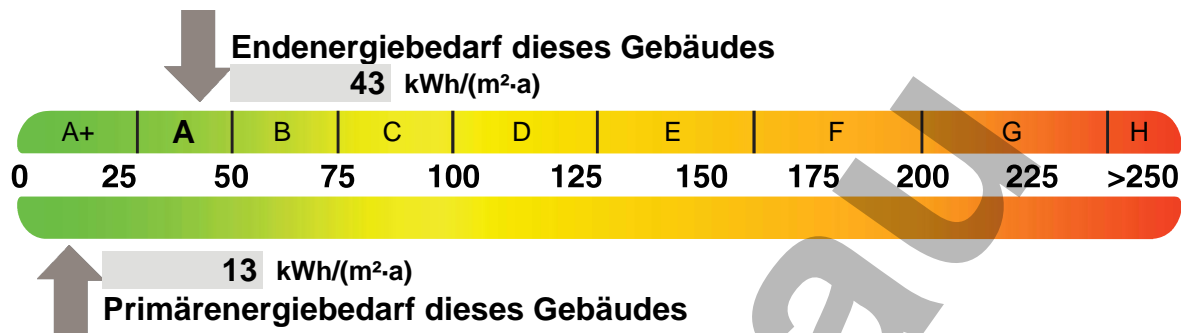 Endenergiebedarf dieses Gebäudes
43 kWh/(m²·a)
A+ A B C D E F G H
0 25 50 75 100 125 150 175 200 225 >250
13 kWh/(m²·a)
Primärenergiebedarf dieses Gebäudes
au